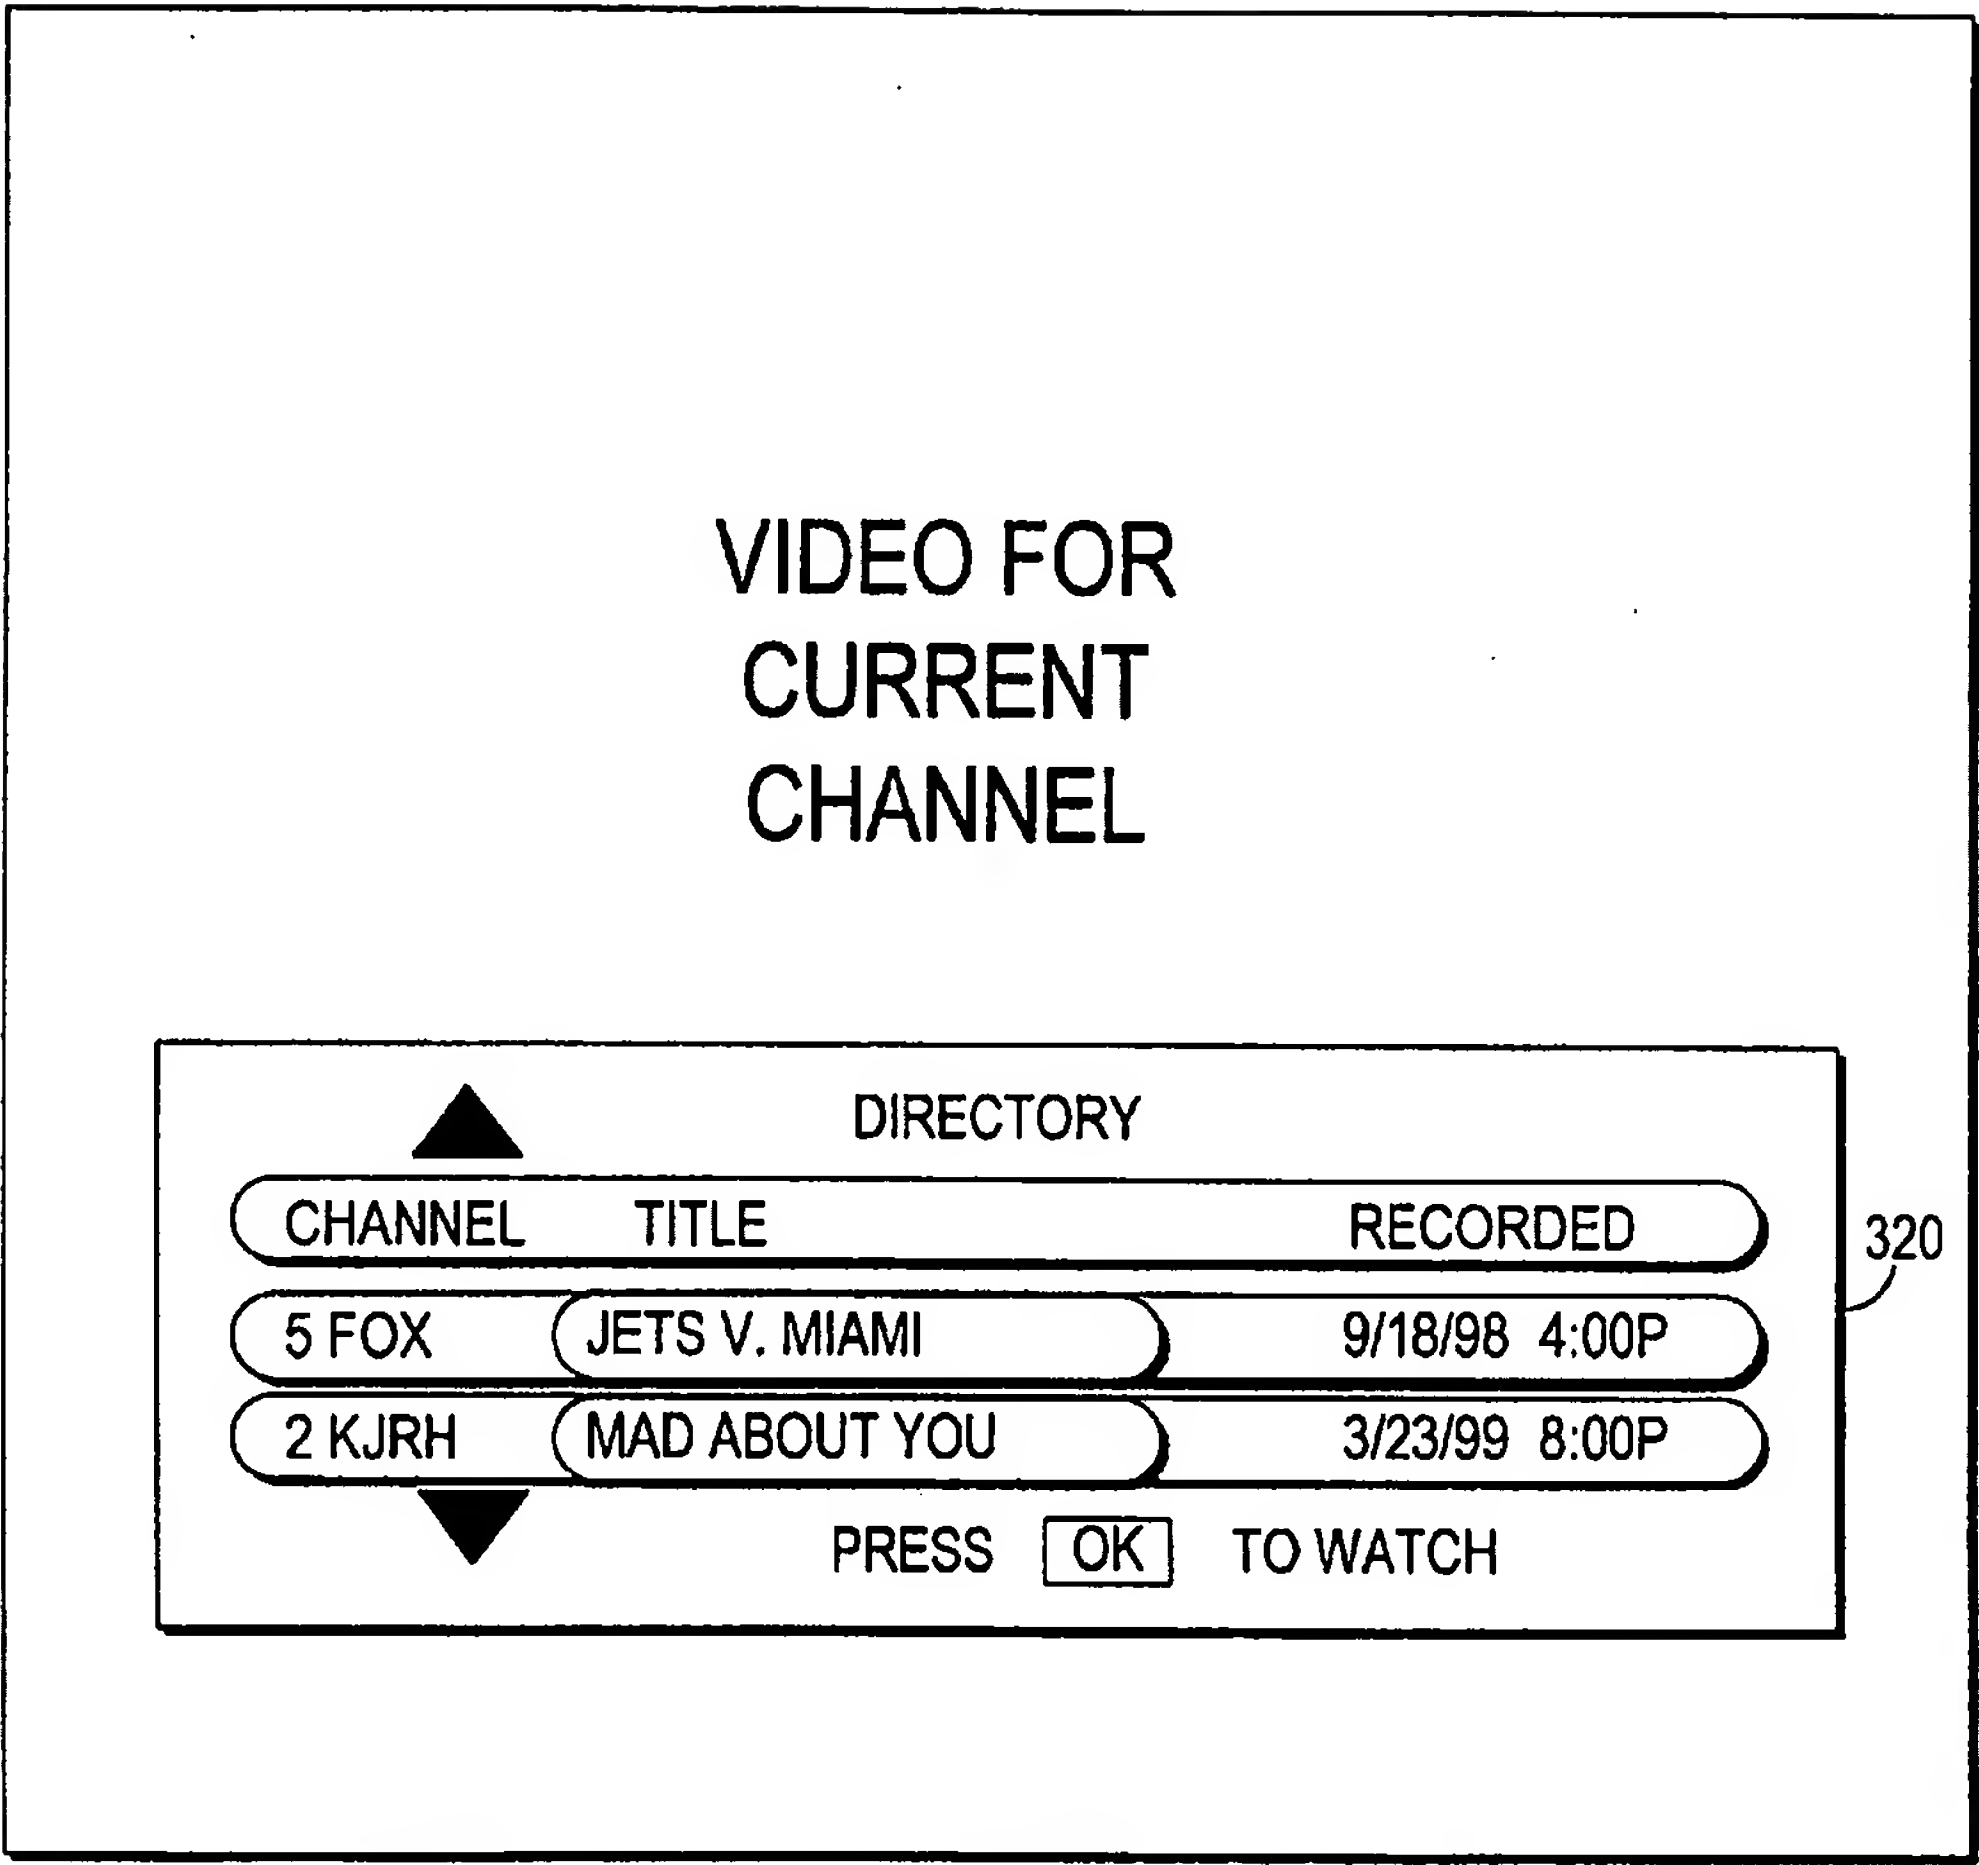 VIDEO FOR
CURRENT
CHANNEL
DIRECTORY
CHANNEL TITLE RECORDED
320
5 FOX JETS V. MIAMI 9/18/98 4:00P
2 KJRH MAD ABOUT YOU 3/23/99 8:00P
PRESS OK TO WATCH